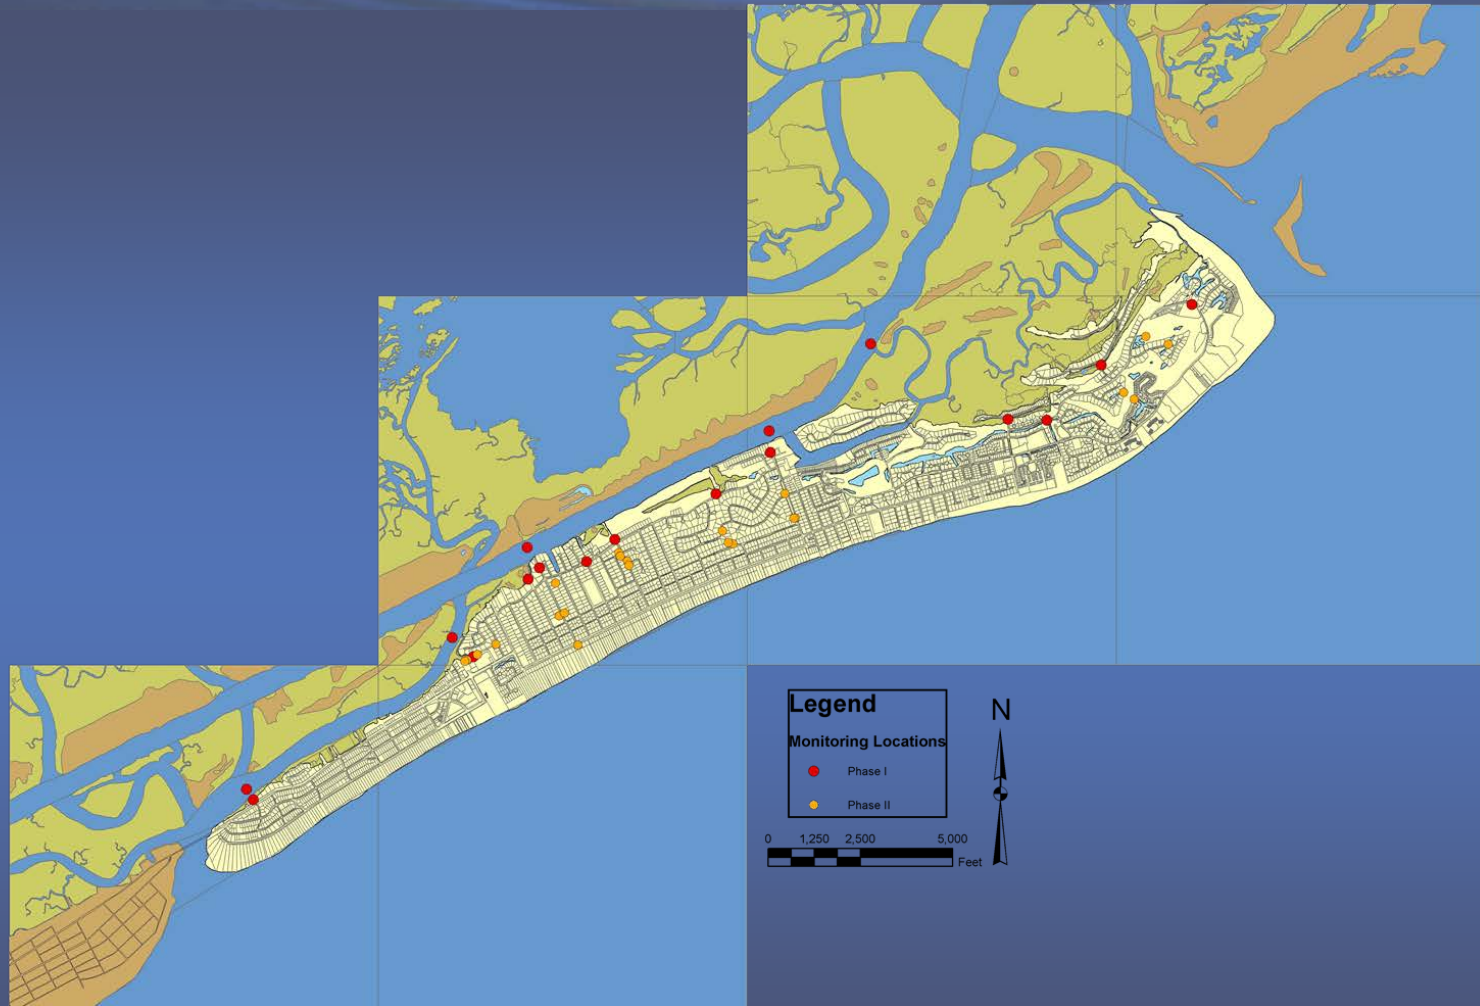 Legend
N
Monitoring Locations
Phase I
Phase II
0 1,250 2,500 5,000
Feet